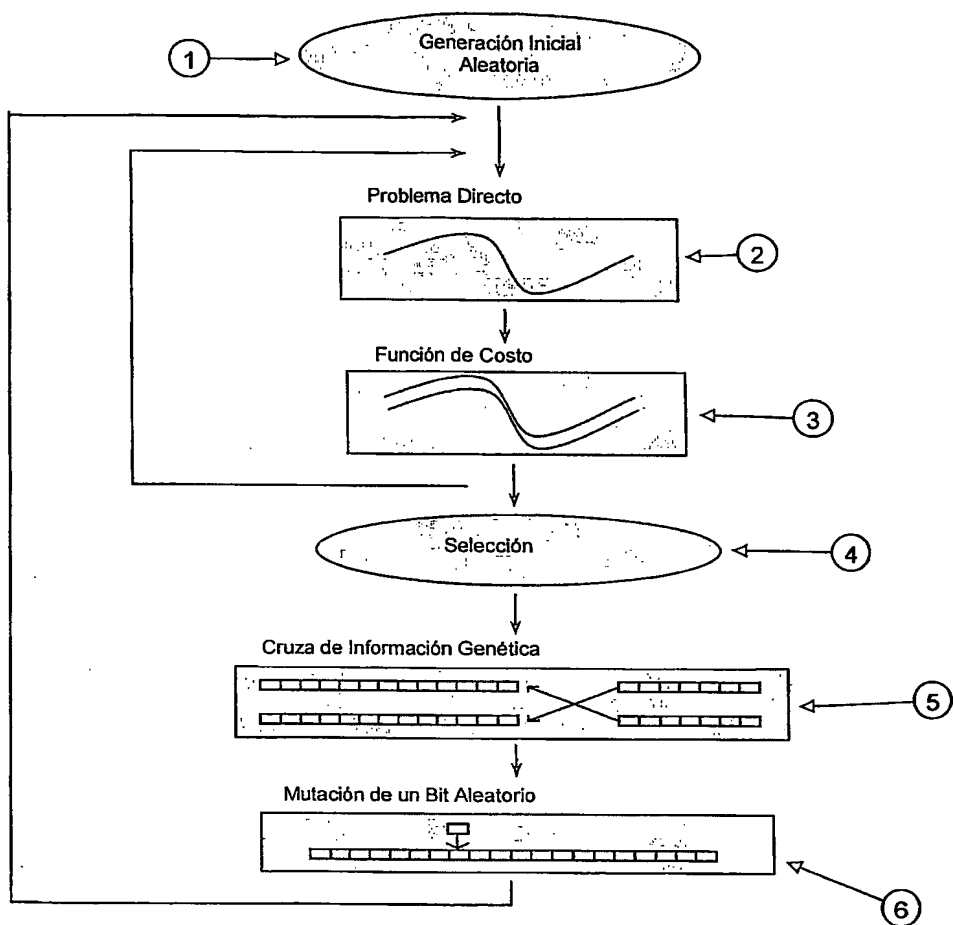 1
Generación Inicial
Aleatoria
Problema Directo
2
Función de Costo
3
Selección
4
Cruza de Información Genética
5
Mutación de un Bit Aleatorio
6